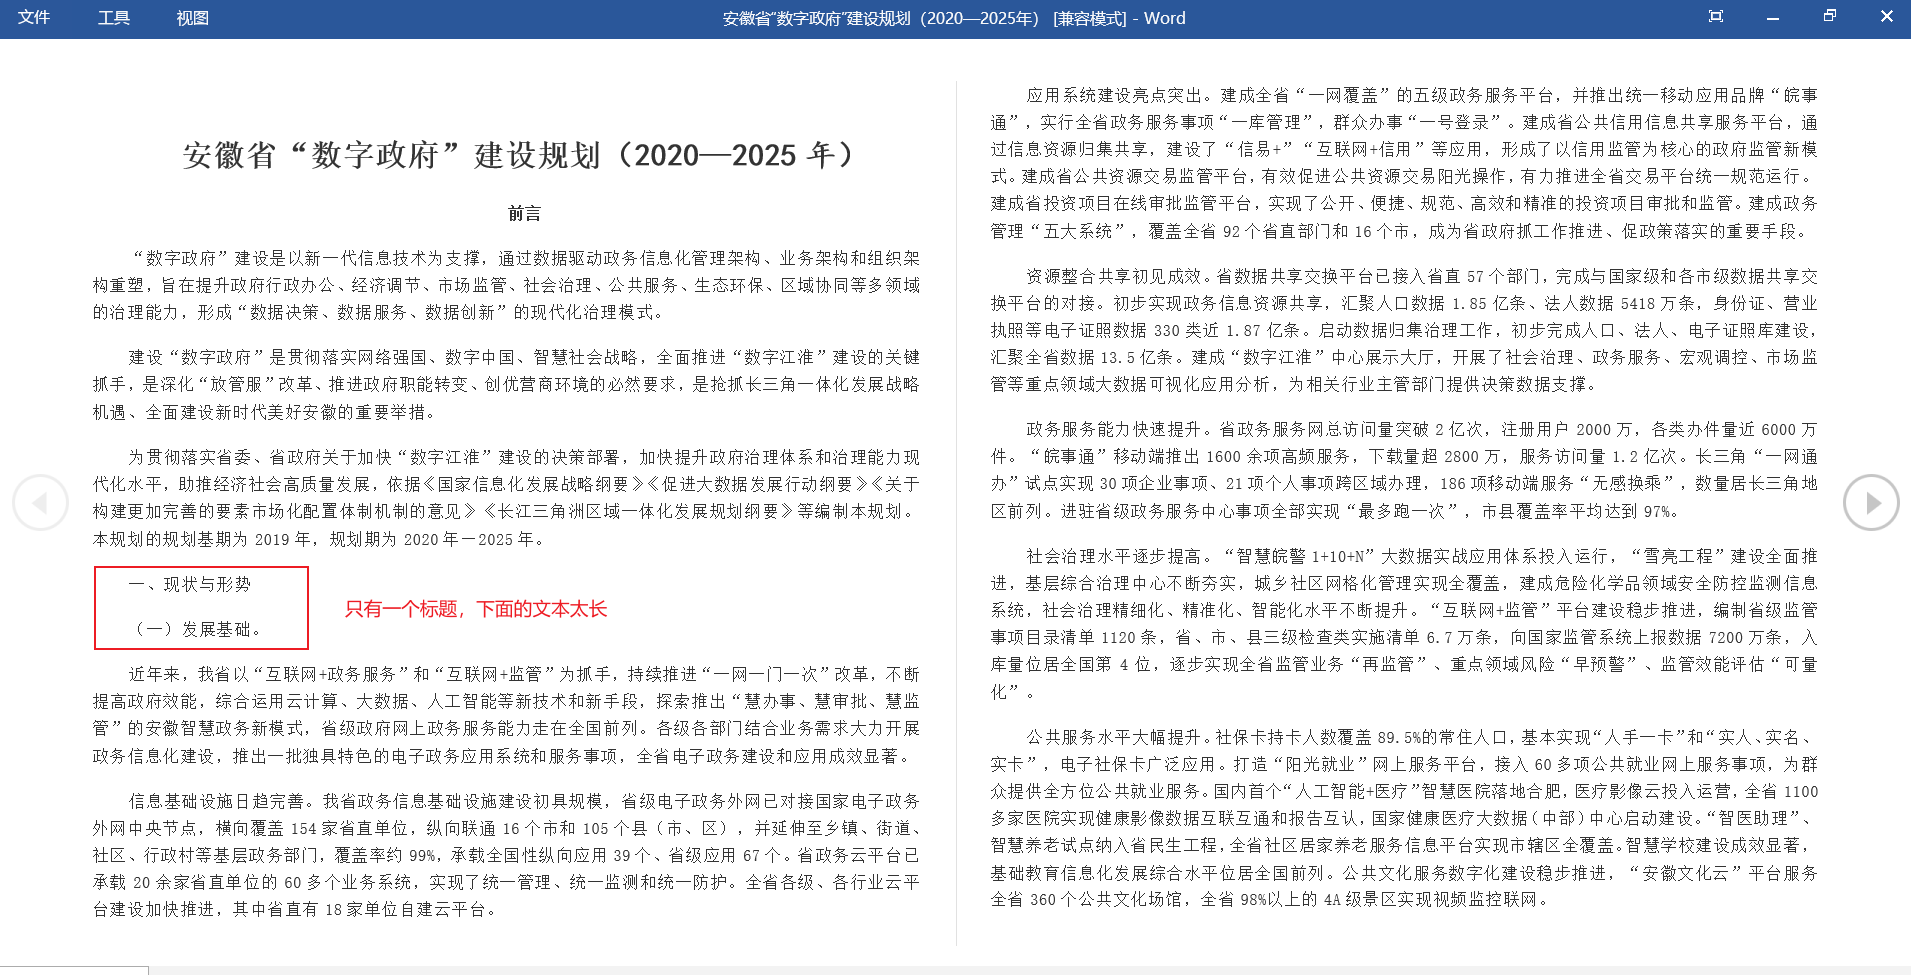 文件 工具 视图 安徽省“数字政府”建设规划（2020—2025年） [兼容模式] - Word
安徽省“数字政府”建设规划（2020—2025 年）
前言
“数字政府”建设是以新一代信息技术为支撑，通过数据驱动政务信息化管理架构、业务架构和组织架
构重塑，旨在提升政府行政办公、经济调节、市场监管、社会治理、公共服务、生态环保、区域协同等多领域
的治理能力，形成“数据决策、数据服务、数据创新”的现代化治理模式。
建设“数字政府”是贯彻落实网络强国、数字中国、智慧社会战略，全面推进“数字江淮”建设的关键
抓手，是深化“放管服”改革、推进政府职能转变、创优营商环境的必然要求，是抢抓长三角一体化发展战略
机遇、全面建设新时代美好安徽的重要举措。
为贯彻落实省委、省政府关于加快“数字江淮”建设的决策部署，加快提升政府治理体系和治理能力现
代化水平，助推经济社会高质量发展，依据《国家信息化发展战略纲要》《促进大数据发展行动纲要》《关于
构建更加完善的要素市场化配置体制机制的意见》《长江三角洲区域一体化发展规划纲要》等编制本规划。
本规划的规划基期为 2019 年，规划期为 2020 年－2025 年。
一、现状与形势
只有一个标题，下面的文本太长
（一）发展基础。
近年来，我省以“互联网+政务服务”和“互联网+监管”为抓手，持续推进“一网一门一次”改革，不断
提高政府效能，综合运用云计算、大数据、人工智能等新技术和新手段，探索推出“慧办事、慧审批、慧监
管”的安徽智慧政务新模式，省级政府网上政务服务能力走在全国前列。各级各部门结合业务需求大力开展
政务信息化建设，推出一批独具特色的电子政务应用系统和服务事项，全省电子政务建设和应用成效显著。
信息基础设施日趋完善。我省政务信息基础设施建设初具规模，省级电子政务外网已对接国家电子政务
外网中央节点，横向覆盖 154 家省直单位，纵向联通 16 个市和 105 个县（市、区），并延伸至乡镇、街道、
社区、行政村等基层政务部门，覆盖率约 99%，承载全国性纵向应用 39 个、省级应用 67 个。省政务云平台已
承载 20 余家省直单位的 60 多个业务系统，实现了统一管理、统一监测和统一防护。全省各级、各行业云平
台建设加快推进，其中省直有 18 家单位自建云平台。
应用系统建设亮点突出。建成全省“一网覆盖”的五级政务服务平台，并推出统一移动应用品牌“皖事
通”，实行全省政务服务事项“一库管理”，群众办事“一号登录”。建成省公共信用信息共享服务平台，通
过信息资源归集共享，建设了“信易+”“互联网+信用”等应用，形成了以信用监管为核心的政府监管新模
式。建成省公共资源交易监管平台，有效促进公共资源交易阳光操作，有力推进全省交易平台统一规范运行。
建成省投资项目在线审批监管平台，实现了公开、便捷、规范、高效和精准的投资项目审批和监管。建成政务
管理“五大系统”，覆盖全省 92 个省直部门和 16 个市，成为省政府抓工作推进、促政策落实的重要手段。
资源整合共享初见成效。省数据共享交换平台已接入省直 57 个部门，完成与国家级和各市级数据共享交
换平台的对接。初步实现政务信息资源共享，汇聚人口数据 1.85 亿条、法人数据 5418 万条，身份证、营业
执照等电子证照数据 330 类近 1.87 亿条。启动数据归集治理工作，初步完成人口、法人、电子证照库建设，
汇聚全省数据 13.5 亿条。建成“数字江淮”中心展示大厅，开展了社会治理、政务服务、宏观调控、市场监
管等重点领域大数据可视化应用分析，为相关行业主管部门提供决策数据支撑。
政务服务能力快速提升。省政务服务网总访问量突破 2 亿次，注册用户 2000 万，各类办件量近 6000 万
件。“皖事通”移动端推出 1600 余项高频服务，下载量超 2800 万，服务访问量 1.2 亿次。长三角“一网通
办”试点实现 30 项企业事项、21 项个人事项跨区域办理，186 项移动端服务“无感换乘”，数量居长三角地
区前列。进驻省级政务服务中心事项全部实现“最多跑一次”，市县覆盖率平均达到 97%。
社会治理水平逐步提高。“智慧皖警 1+10+N”大数据实战应用体系投入运行，“雪亮工程”建设全面推
进，基层综合治理中心不断夯实，城乡社区网格化管理实现全覆盖，建成危险化学品领域安全防控监测信息
系统，社会治理精细化、精准化、智能化水平不断提升。“互联网+监管”平台建设稳步推进，编制省级监管
事项目录清单 1120 条，省、市、县三级检查类实施清单 6.7 万条，向国家监管系统上报数据 7200 万条，入
库量位居全国第 4 位，逐步实现全省监管业务“再监管”、重点领域风险“早预警”、监管效能评估“可量
化”。
公共服务水平大幅提升。社保卡持卡人数覆盖 89.5%的常住人口，基本实现“人手一卡”和“实人、实名、
实卡”，电子社保卡广泛应用。打造“阳光就业”网上服务平台，接入 60 多项公共就业网上服务事项，为群
众提供全方位公共就业服务。国内首个“人工智能+医疗”智慧医院落地合肥，医疗影像云投入运营，全省 1100
多家医院实现健康影像数据互联互通和报告互认，国家健康医疗大数据（中部）中心启动建设。“智医助理”、
智慧养老试点纳入省民生工程，全省社区居家养老服务信息平台实现市辖区全覆盖。智慧学校建设成效显著，
基础教育信息化发展综合水平位居全国前列。公共文化服务数字化建设稳步推进，“安徽文化云”平台服务
全省 360 个公共文化场馆，全省 98%以上的 4A 级景区实现视频监控联网。